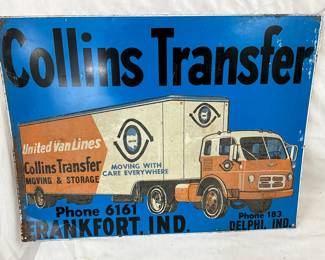 Collins Transfer
United Van Lines
Collins Transfer
MOVING & STORAGE
MOVING WITH
CARE EVERYWHERE
Phone 6161
FRANKFORT, IND.
Phone 183
DELPHI, IND.